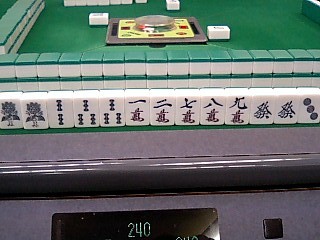 一 二 七 八 九 發 發
萬 萬 萬 萬 萬
240